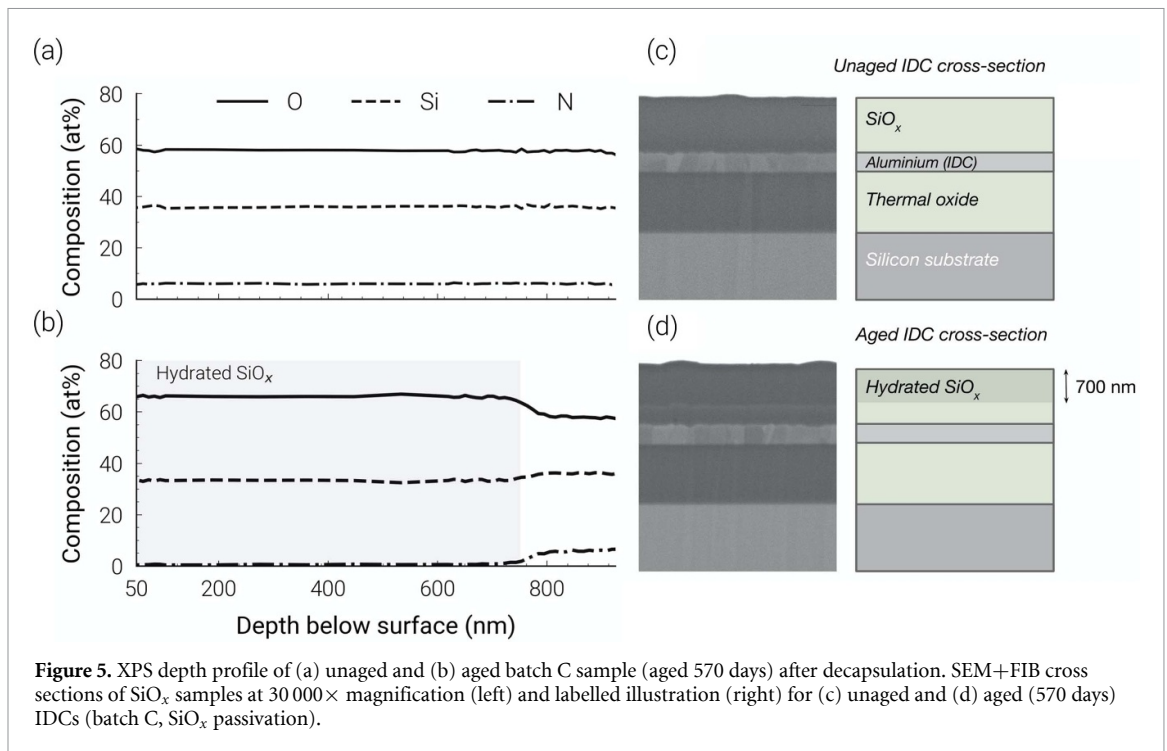 (a)
Composition (at%)
80
60
40
20
0
O
Si
N
(b)
Composition (at%)
80
60
40
20
0
Hydrated SiOₓ
50
200
400
600
800
Depth below surface (nm)
(c)
Unaged IDC cross-section
SiOₓ
Aluminium (IDC)
Thermal oxide
Silicon substrate
(d)
Aged IDC cross-section
Hydrated SiOₓ
700 nm
Figure 5. XPS depth profile of (a) unaged and (b) aged batch C sample (aged 570 days) after decapsulation. SEM+FIB cross
sections of SiOₓ samples at 30 000× magnification (left) and labelled illustration (right) for (c) unaged and (d) aged (570 days)
IDCs (batch C, SiOₓ passivation).